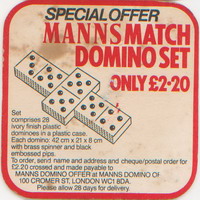 SPECIAL OFFER
MANNS MATCH
DOMINO SET
ONLY £2·20
Set
comprises 28
ivory finish plastic
dominoes in a plastic case.
Each domino: 42 cm x 21 x 8 cm
with brass spinner and black
embossed pips.
To order, send name and address and cheque/postal order for
£2·20 crossed and made payable to
MANNS DOMINO OFFER at MANNS DOMINO OF
100 CROMER ST, LONDON WC1 8DA.
Please allow 28 days for delivery.